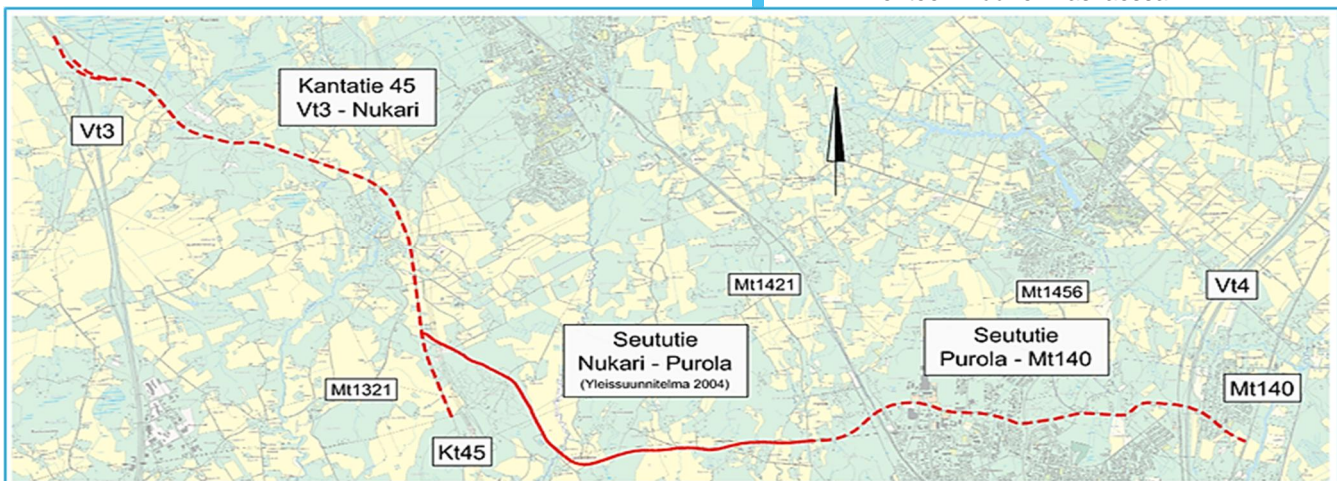 Kantatie 45
Vt3 - Nukari
Vt3
Mt1421
Mt1456
Vt4
Seututie
Nukari - Purola
(Yleissuunnitelma 2004)
Seututie
Purola - Mt140
Mt1321
Mt140
Kt45